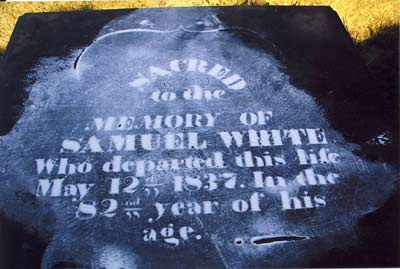 SACRED
to the
MEMORY OF
SAMUEL WHITE
Who departed this life
May 12,, 1837. In the
82nd,, year of his
age.